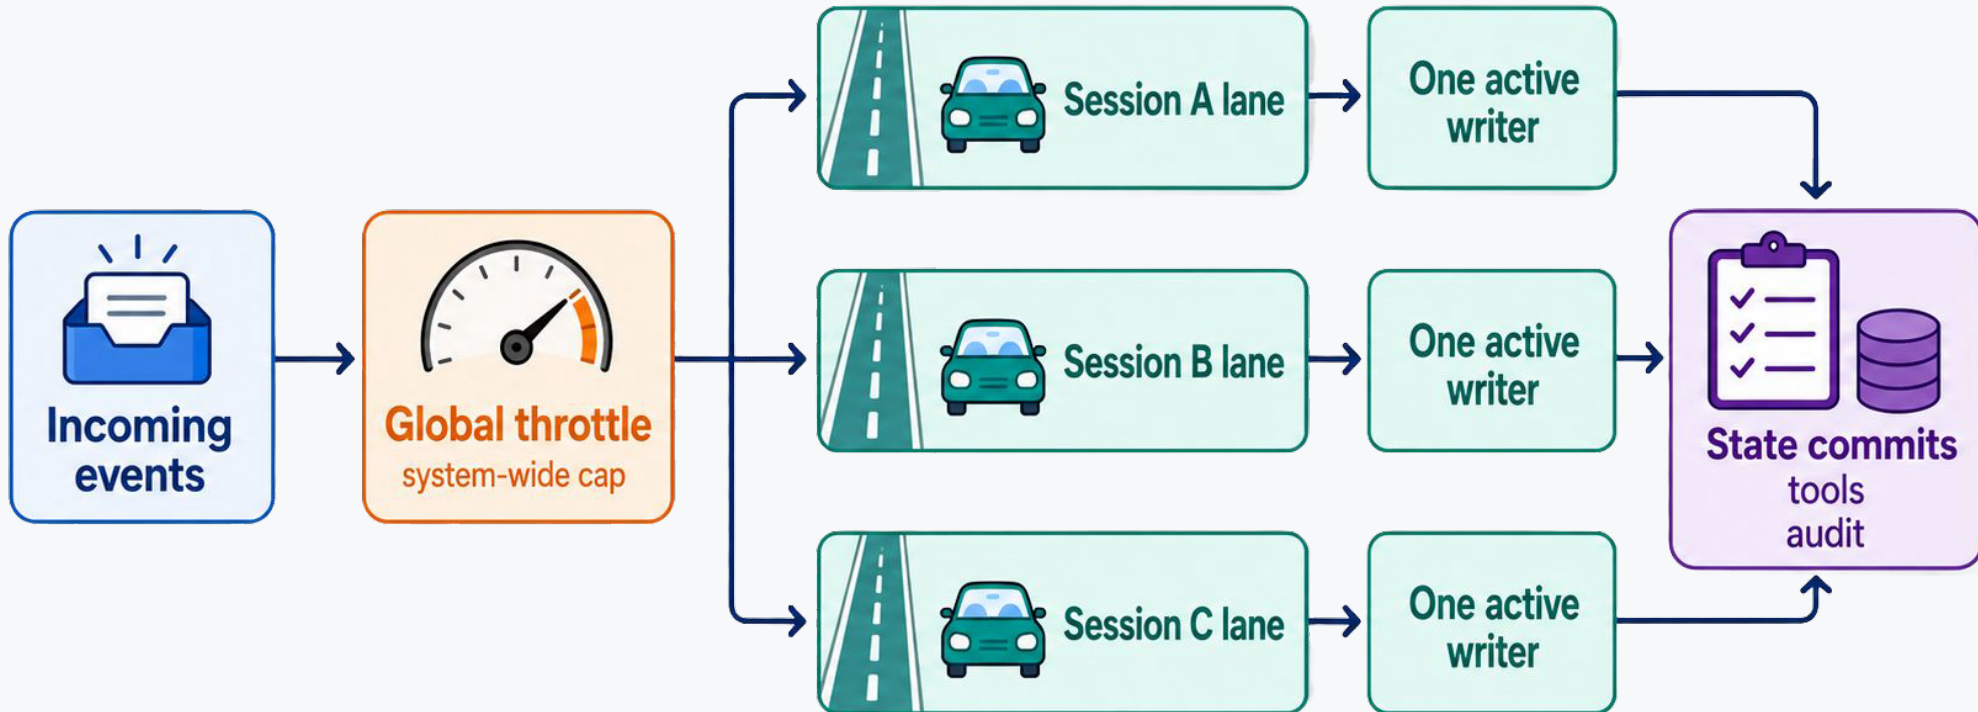 Incoming
events
Global throttle
system-wide cap
Session A lane
One active
writer
Session B lane
One active
writer
Session C lane
One active
writer
State commits
tools
audit